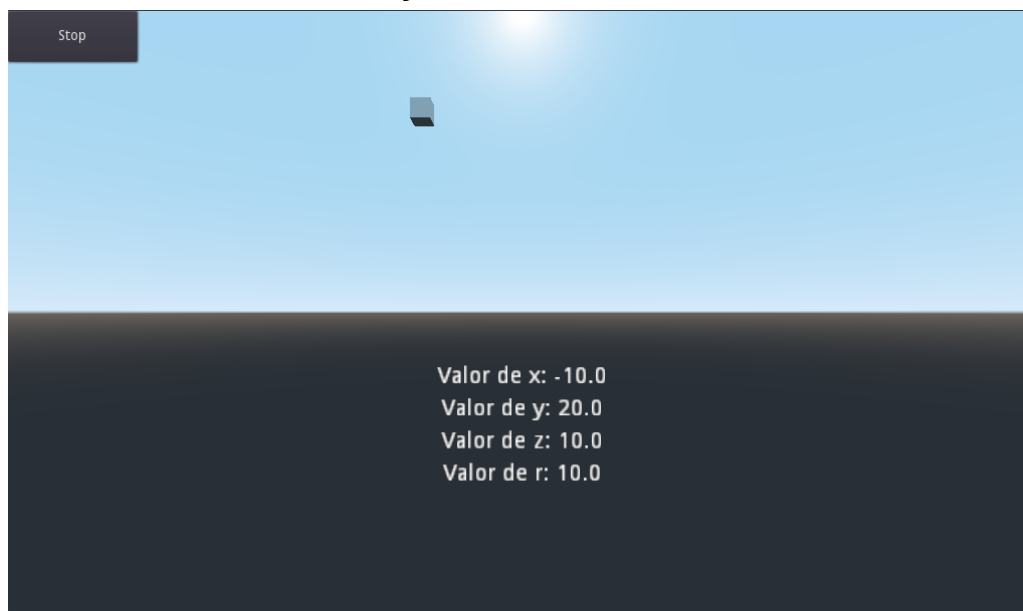 Stop
Valor de x: -10.0
Valor de y: 20.0
Valor de z: 10.0
Valor de r: 10.0